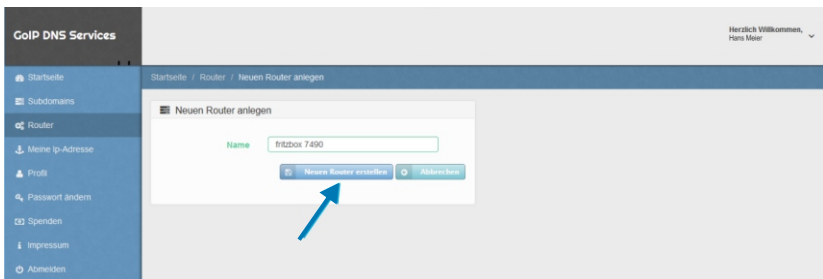 GoIP DNS Services
Herzlich Willkommen,
Hans Meier
Startseite
Subdomains
Router
Meine Ip-Adresse
Profil
Passwort ändern
Spenden
Impressum
Abmelden
Startseite / Router / Neuen Router anlegen
Neuen Router anlegen
Name fritzbox 7490
Neuen Router erstellen Abbrechen